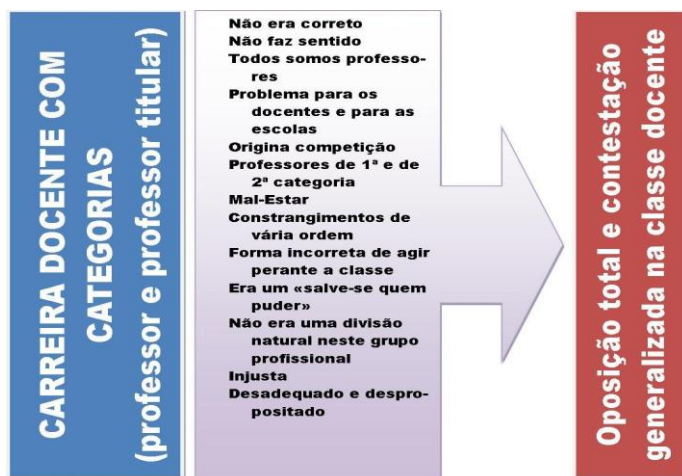 CARREIRA DOCENTE COM
CATEGORIAS
(professor e professor titular)
Não era correto
Não faz sentido
Todos somos professo-
res
Problema para os
docentes e para as
escolas
Origina competição
Professores de 1ª e de
2ª categoria
Mal-Estar
Constrangimentos de
vária ordem
Forma incorreta de agir
perante a classe
Era um «salve-se quem
puder»
Não era uma divisão
natural neste grupo
profissional
Injusta
Desadequado e despro-
positado
Oposição total e contestação
generalizada na classe docente